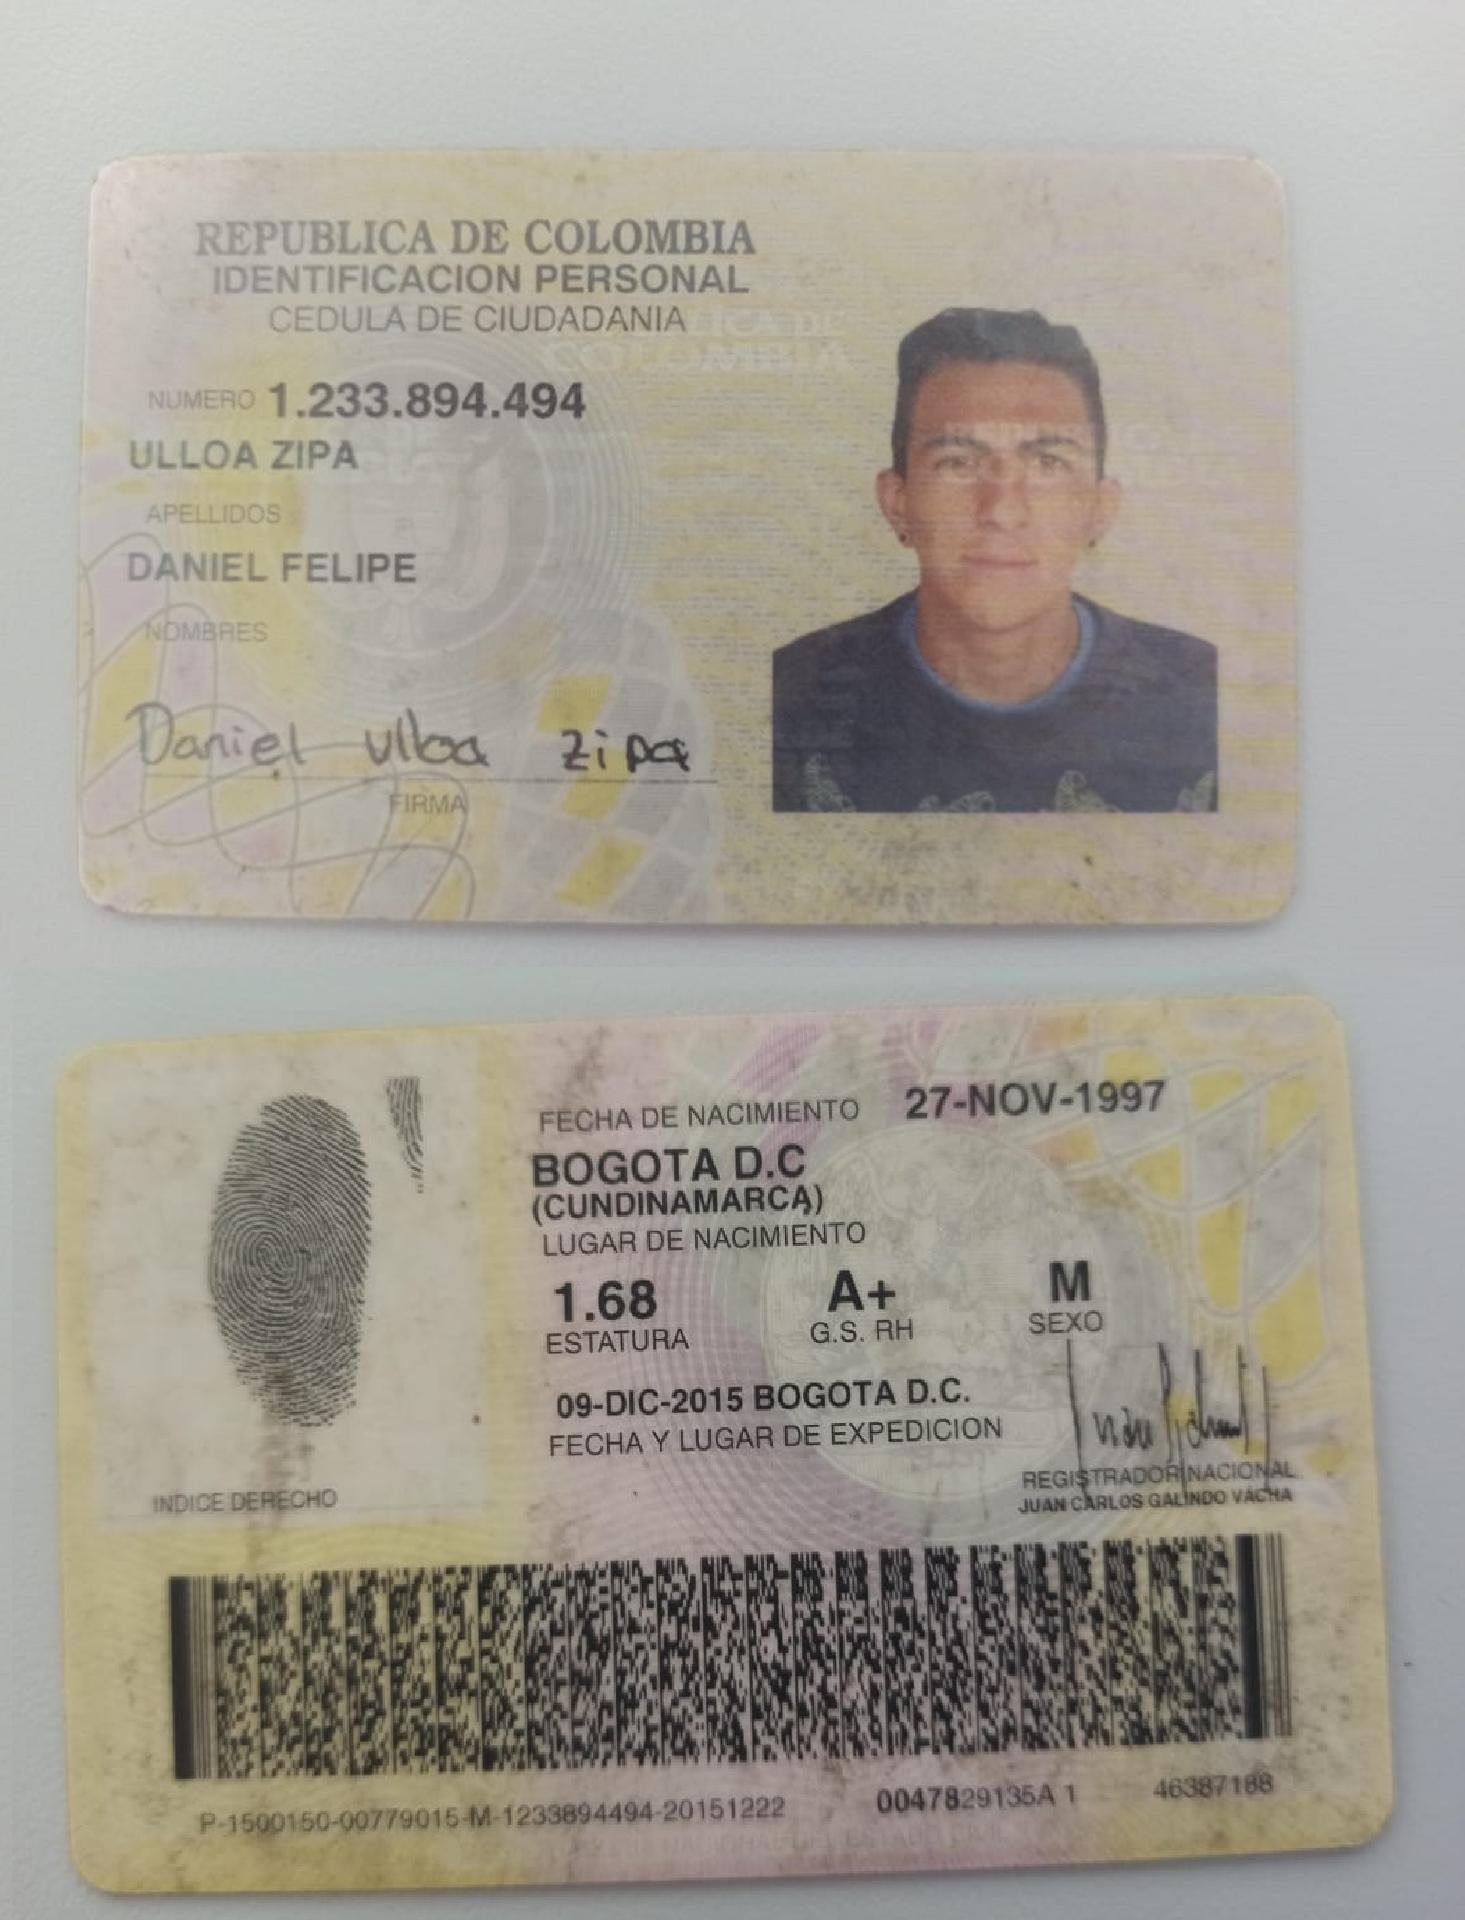 REPUBLICA DE COLOMBIA
IDENTIFICACION PERSONAL
CEDULA DE CIUDADANIA
NUMERO 1.233.894.494
ULLOA ZIPA
APELLIDOS
DANIEL FELIPE
NOMBRES
Daniel Ulloa Zipa
FIRMA
FECHA DE NACIMIENTO 27-NOV-1997
BOGOTA D.C
(CUNDINAMARCA)
LUGAR DE NACIMIENTO
1.68 A+ M
ESTATURA G.S. RH SEXO
09-DIC-2015 BOGOTA D.C.
FECHA Y LUGAR DE EXPEDICION
REGISTRADOR NACIONAL
JUAN CARLOS GALINDO VACHA
INDICE DERECHO
P-1500150-00779015-M-1233894494-20151222 0047829135A 1 46387188